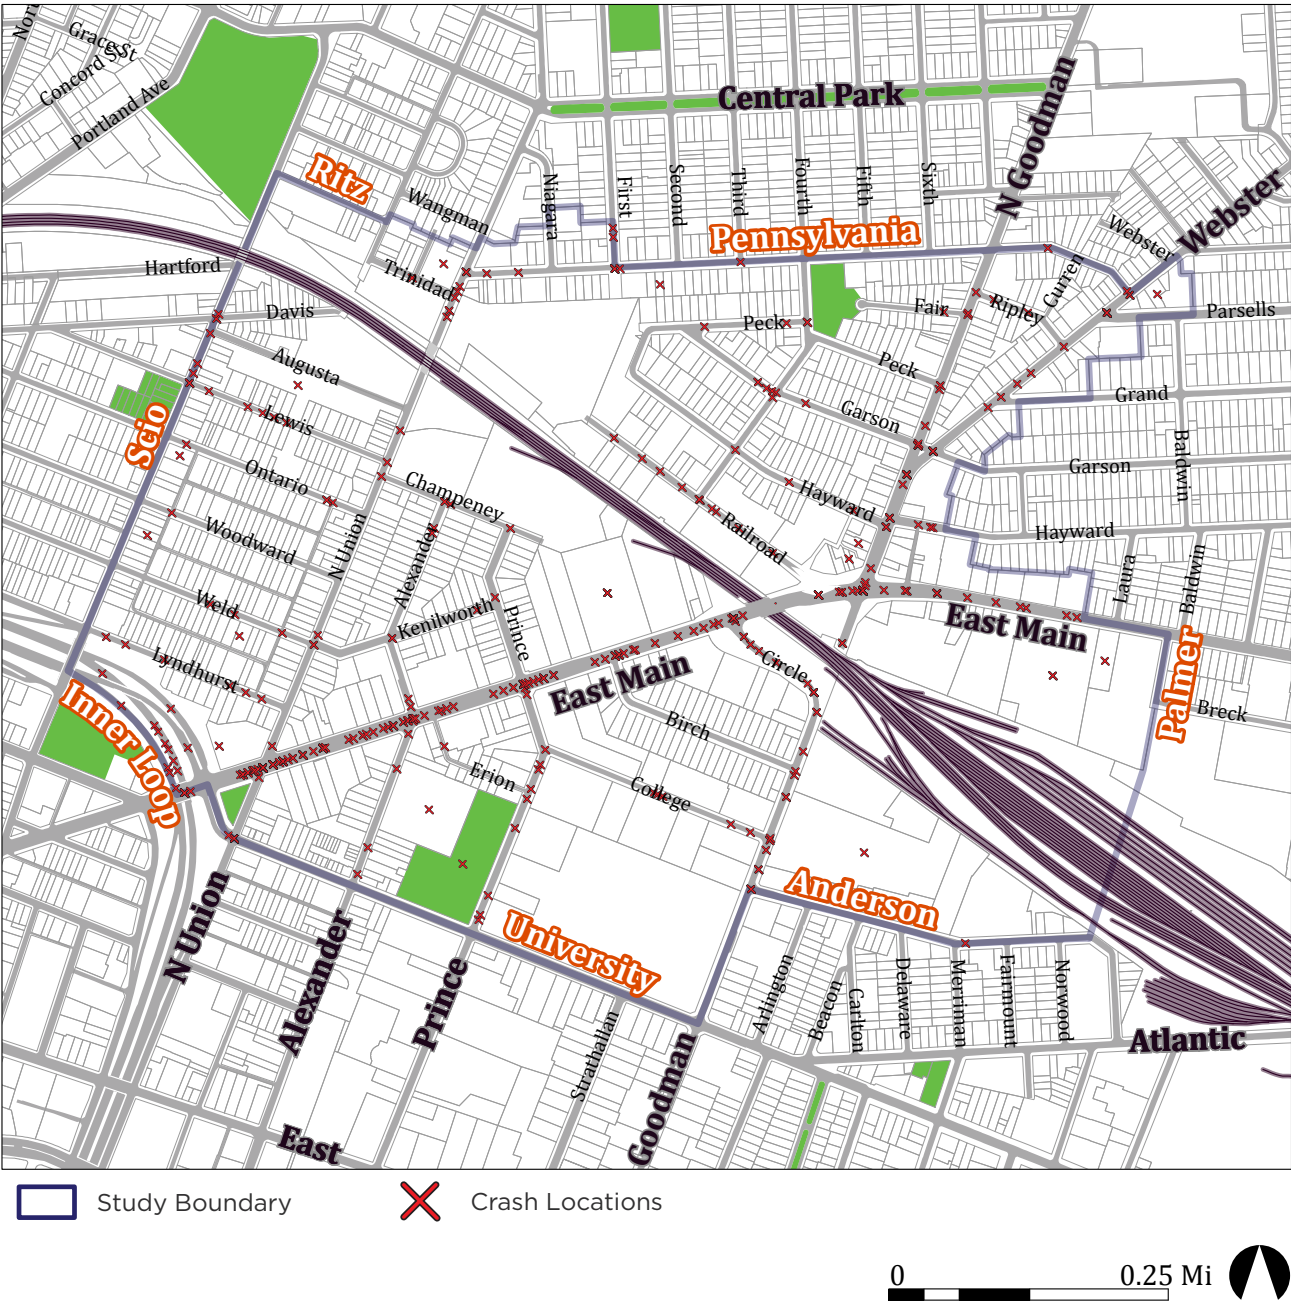 Grace St
Concord St
Portland Ave
Central Park
N Goodman
Ritz
Wangman
Niagara
First
Second
Third
Fourth
Fifth
Sixth
Pennsylvania
Webster
Webster
Hartford
Trinidad
Davis
Peck
Fair
Ripley
Curren
Parsells
Augusta
Peck
Grand
Scio
Lewis
Garson
Garson
Baldwin
Ontario
Champeney
Hayward
Hayward
Woodward
N Union
Alexander
Railroad
Laura
Baldwin
Weld
Kenilworth
Prince
East Main
East Main
Circle
Lyndhurst
Palmer
Breck
Inner Loop
Birch
Erion
College
Anderson
University
N Union
Alexander
Prince
Arlington
Beacon
Carlton
Delaware
Merriman
Fairmount
Norwood
Strathallan
Goodman
Atlantic
East
Study Boundary
Crash Locations
0
0.25 Mi